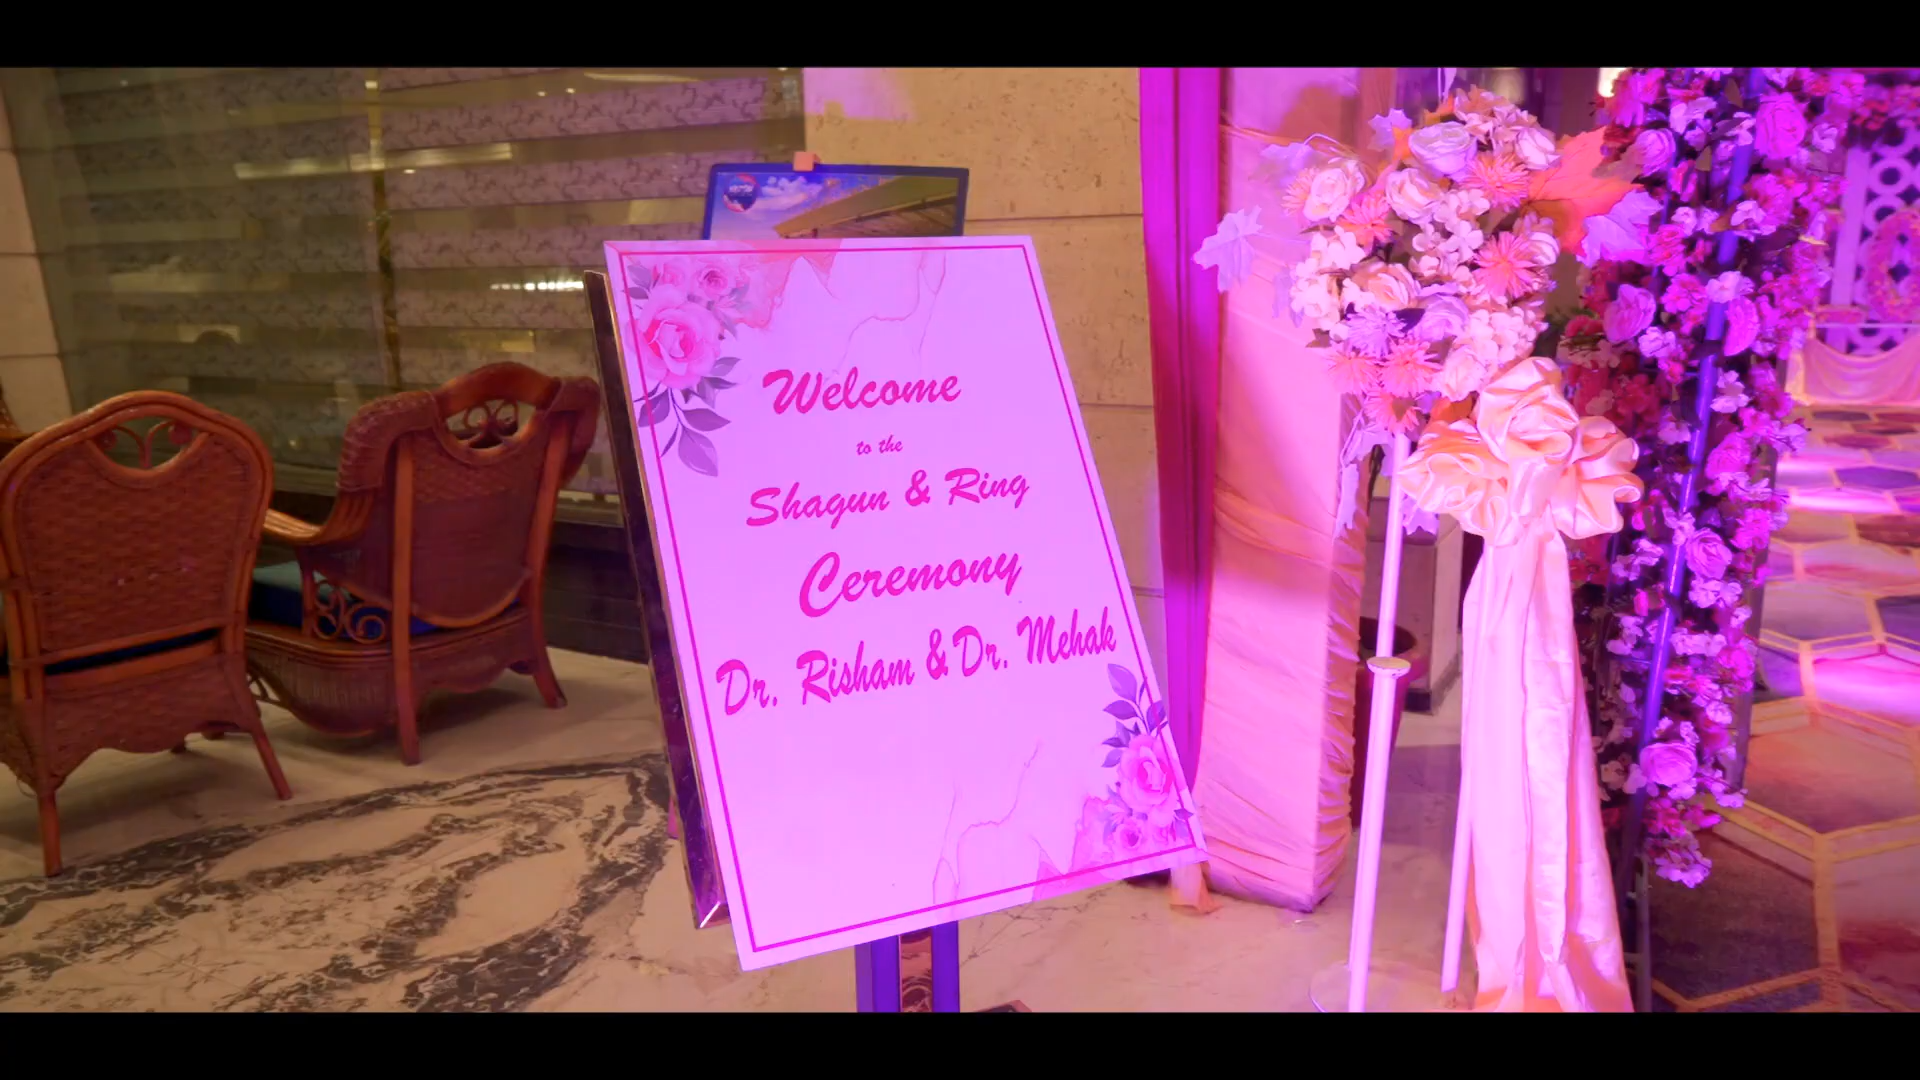 Welcome
to the
Shagun & Ring
Ceremony
Dr. Risham & Dr. Mehak